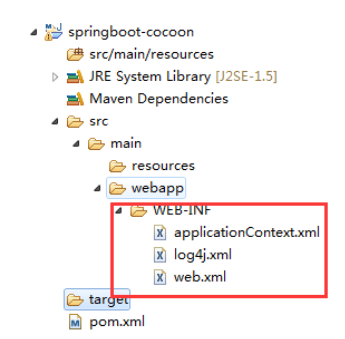 springboot-cocoon
src/main/resources
JRE System Library [J2SE-1.5]
Maven Dependencies
src
main
resources
webapp
WEB-INF
applicationContext.xml
log4j.xml
web.xml
target
pom.xml